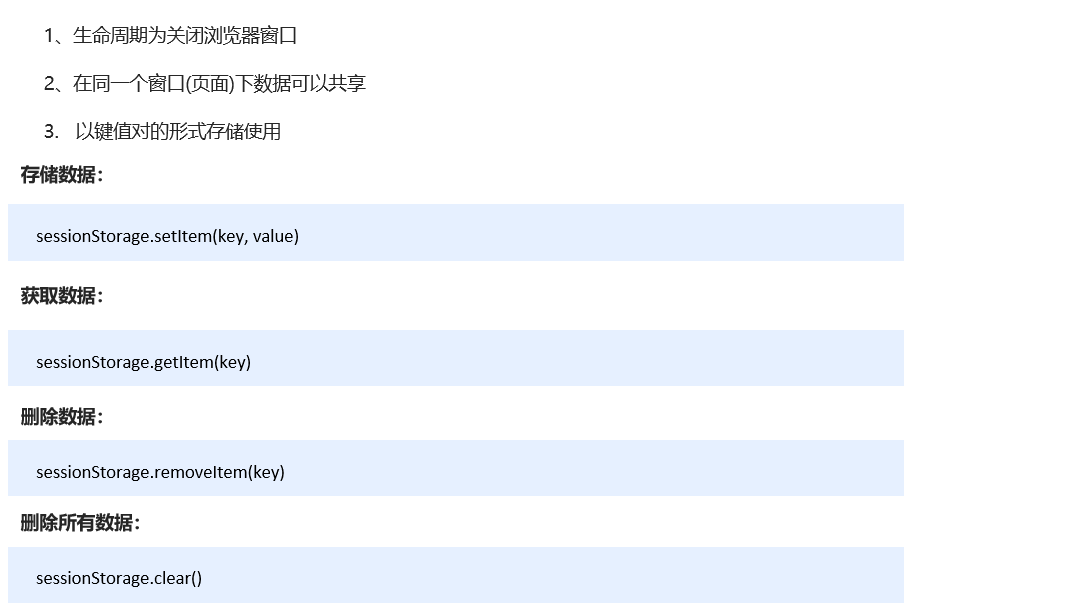 1、生命周期为关闭浏览器窗口
2、在同一个窗口(页面)下数据可以共享
3. 以键值对的形式存储使用
存储数据：
sessionStorage.setItem(key, value)
获取数据：
sessionStorage.getItem(key)
删除数据：
sessionStorage.removeItem(key)
删除所有数据：
sessionStorage.clear()